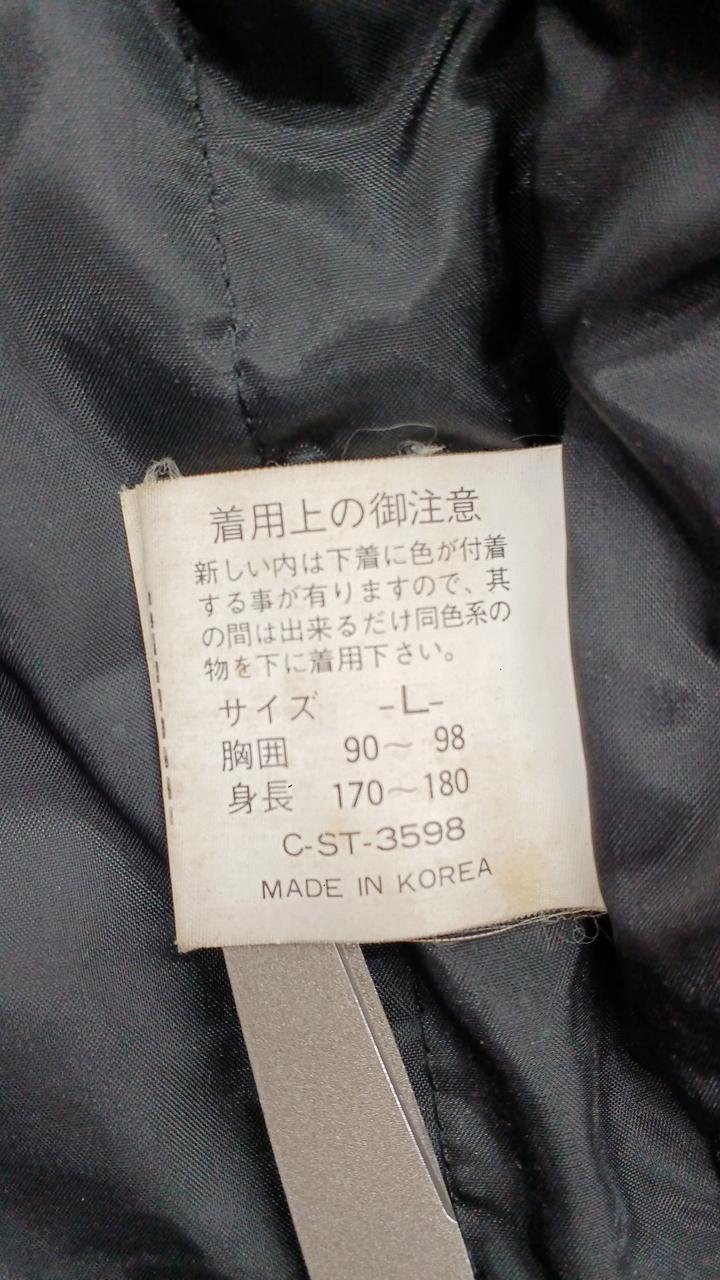 着用上の御注意
新しい内は下着に色が付着
する事が有りますので、其
の間は出来るだけ同色系の
物を下に着用下さい。
サイズ -L-
胸囲 90～98
身長 170～180
C-ST-3598
MADE IN KOREA